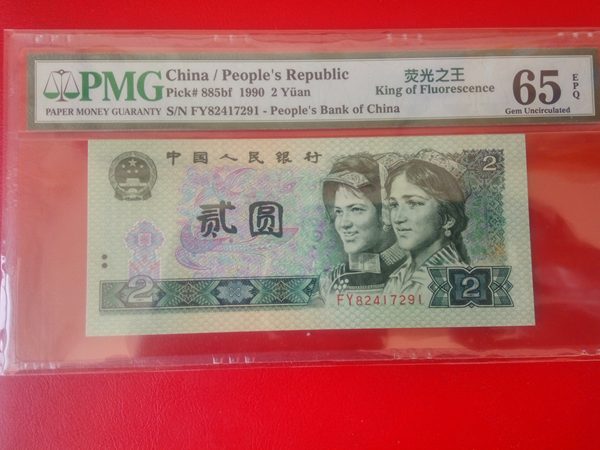 PMG
PAPER MONEY GUARANTY
China / People's Republic
Pick# 885bf 1990 2 Yüan
S/N FY82417291 - People's Bank of China
荧光之王
King of Fluorescence
65 EPQ
Gem Uncirculated
中国人民银行
2
贰圆
2
FY82417291
2